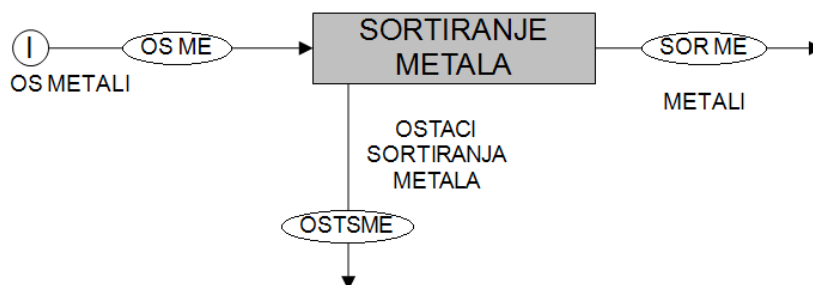 I
OS ME
SORTIRANJE
METALA
SOR ME
OS METALI
METALI
OSTACI
SORTIRANJA
METALA
OSTSME